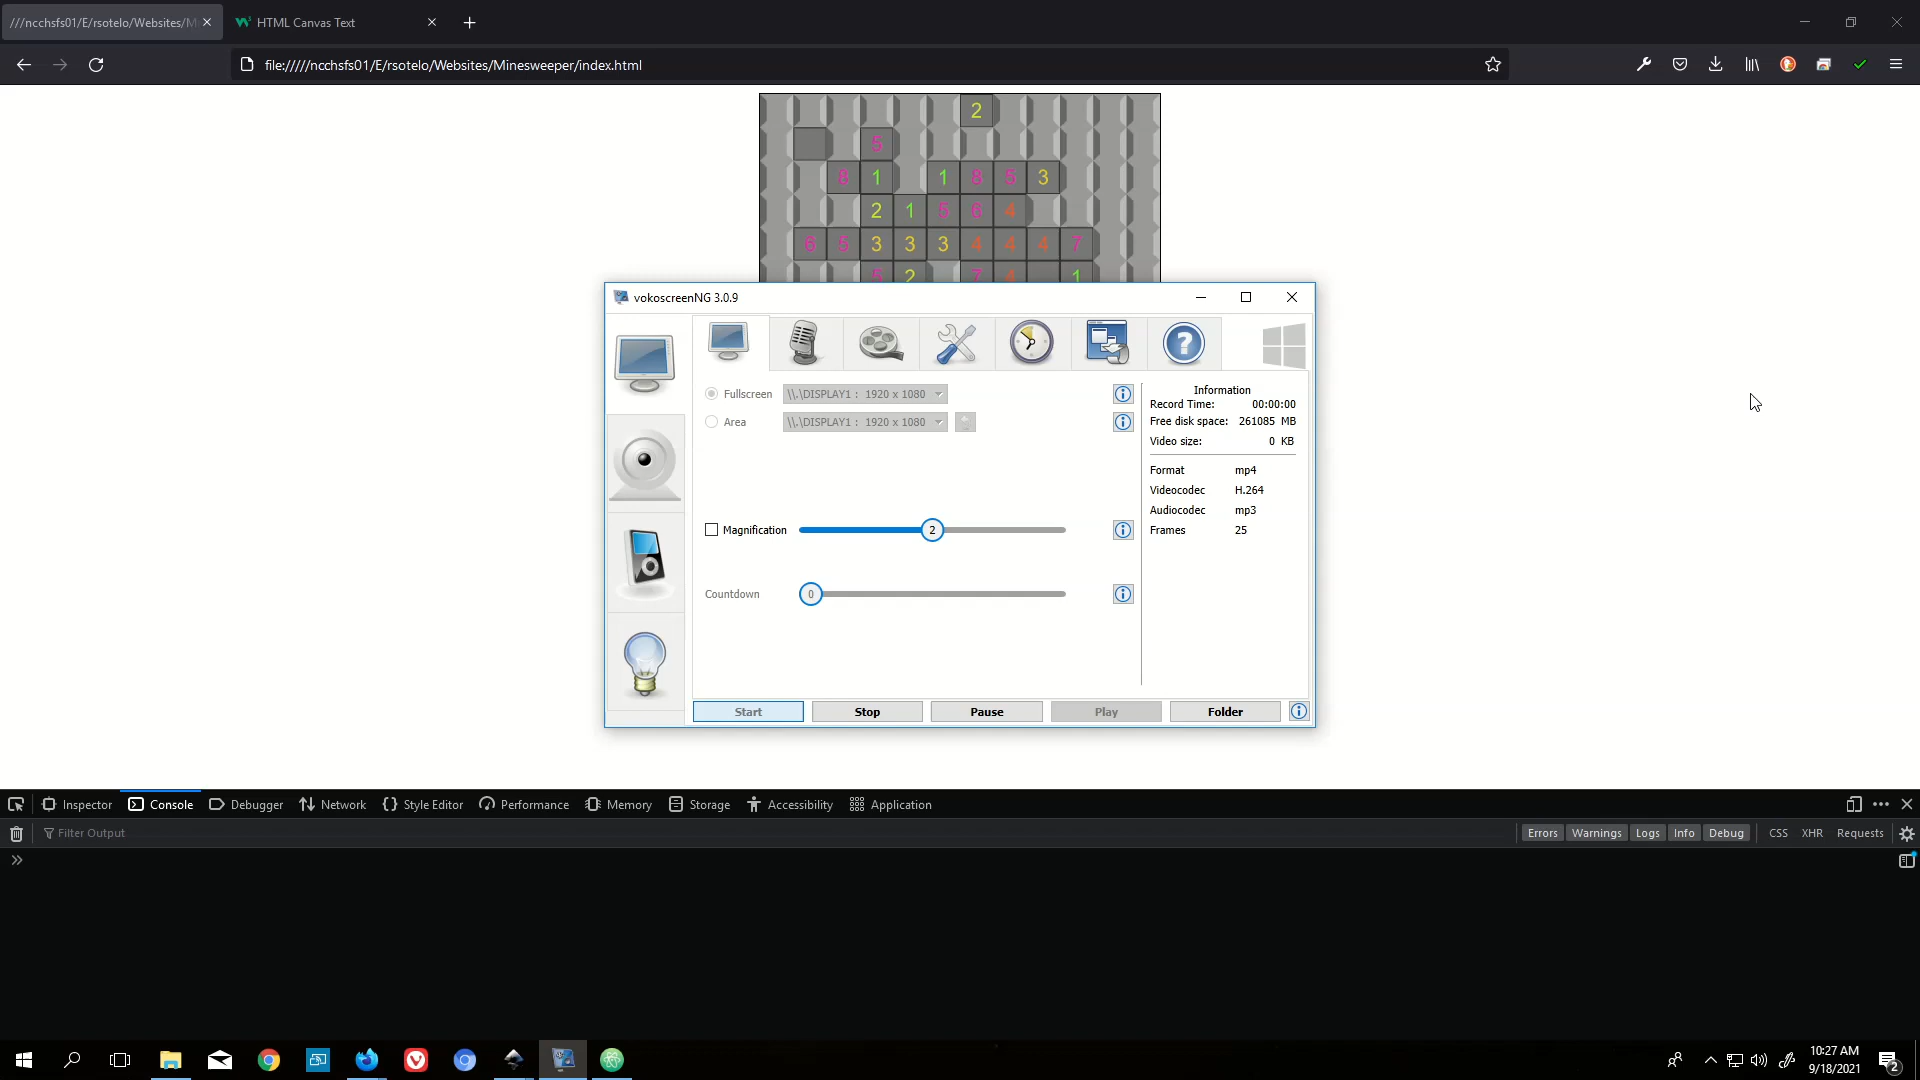 ///ncchsfs01/E/rsotelo/Websites/M
HTML Canvas Text
file://///ncchsfs01/E/rsotelo/Websites/Minesweeper/index.html
2
5
8 1 1 8 5 3
2 1 5 6 4
6 5 3 3 3 4 4 4 7
5 2 7 4 1
vokoscreenNG 3.0.9
Fullscreen \\.\DISPLAY1 : 1920 x 1080
Area \\.\DISPLAY1 : 1920 x 1080
Magnification 2
Countdown 0
Information
Record Time: 00:00:00
Free disk space: 261085 MB
Video size: 0 KB
Format mp4
Videocodec H.264
Audiocodec mp3
Frames 25
Start Stop Pause Play Folder
Inspector Console Debugger Network Style Editor Performance Memory Storage Accessibility Application
Filter Output Errors Warnings Logs Info Debug CSS XHR Requests
10:27 AM
9/18/2021
2